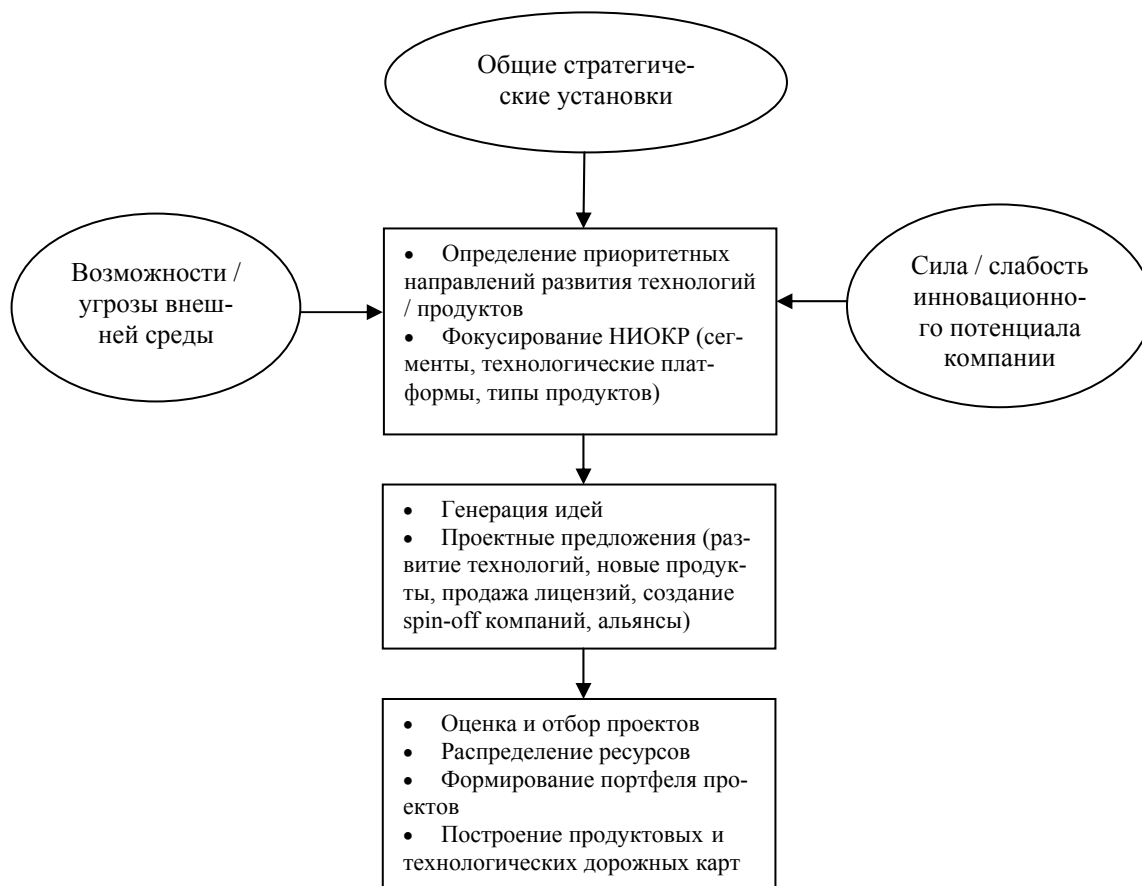 Общие стратегиче-
ские установки
Возможности /
угрозы внеш-
ней среды
• Определение приоритетных
направлений развития технологий
/ продуктов
• Фокусирование НИОКР (сег-
менты, технологические плат-
формы, типы продуктов)
Сила / слабость
инновационно-
го потенциала
компании
• Генерация идей
• Проектные предложения (раз-
витие технологий, новые продук-
ты, продажа лицензий, создание
spin-off компаний, альянсы)
• Оценка и отбор проектов
• Распределение ресурсов
• Формирование портфеля про-
ектов
• Построение продуктовых и
технологических дорожных карт